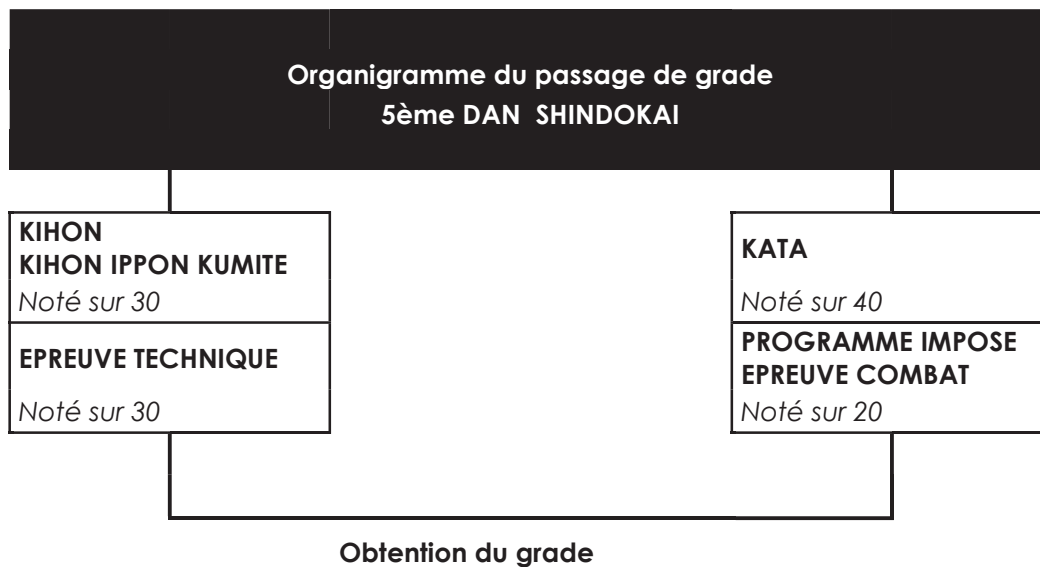 Organigramme du passage de grade
5ème DAN SHINDOKAI
KIHON
KIHON IPPON KUMITE
Noté sur 30
EPREUVE TECHNIQUE
Noté sur 30
KATA
Noté sur 40
PROGRAMME IMPOSE
EPREUVE COMBAT
Noté sur 20
Obtention du grade